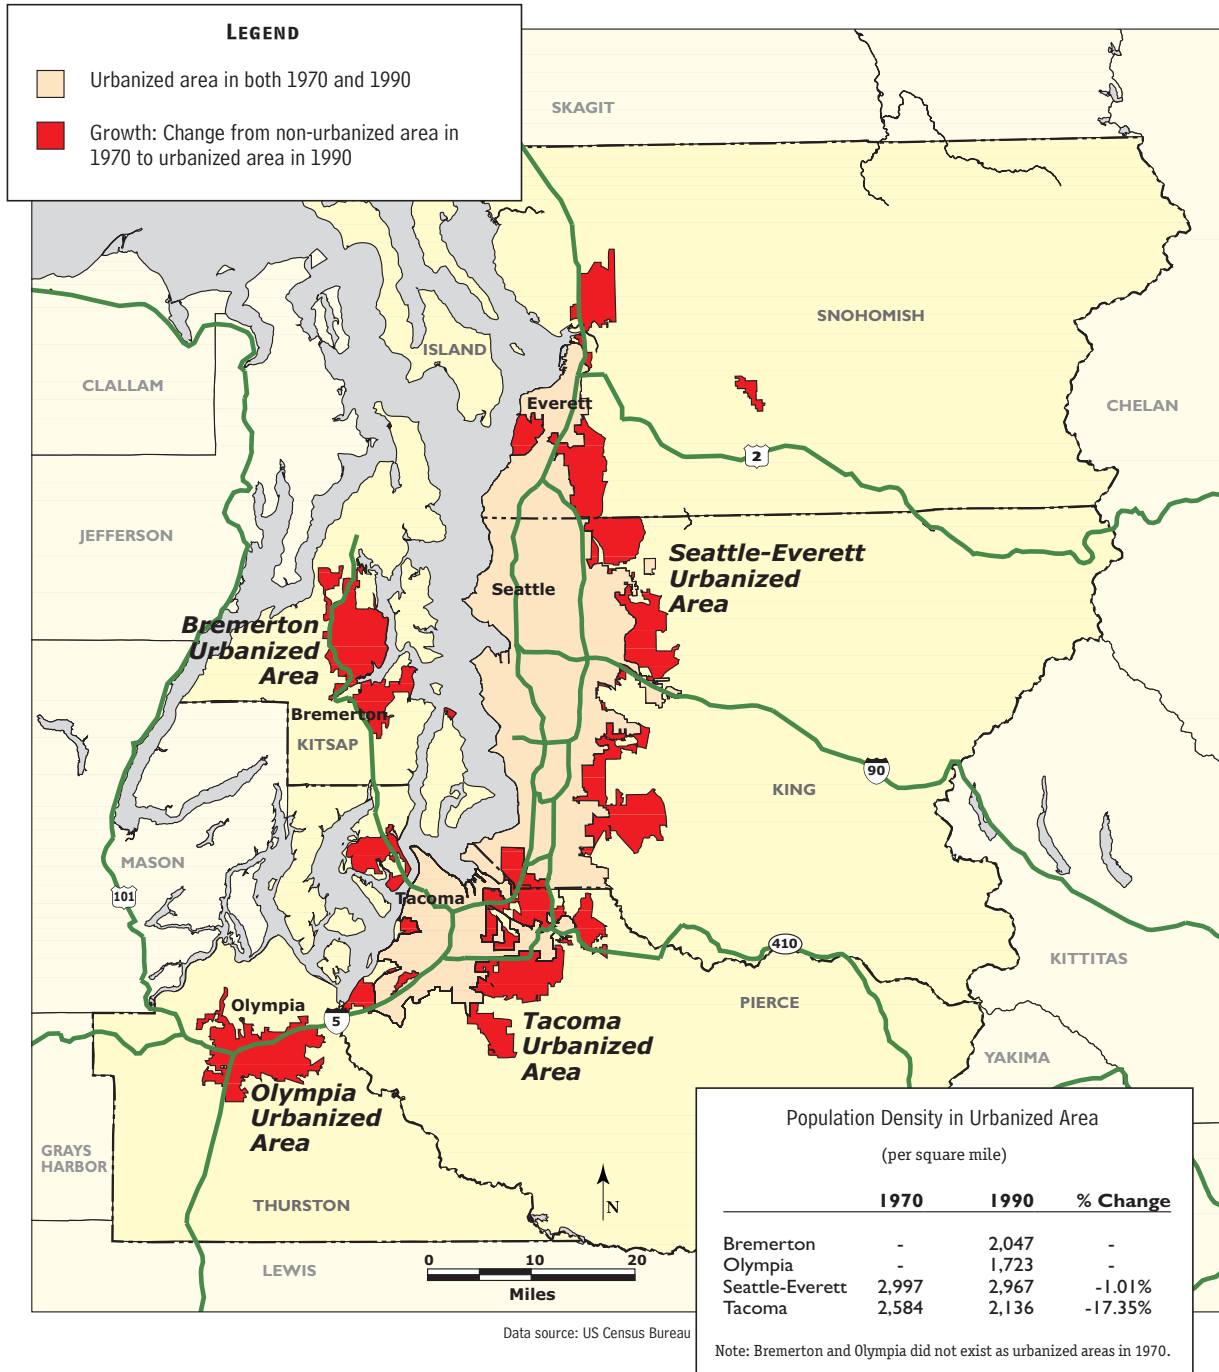 LEGEND
Urbanized area in both 1970 and 1990
Growth: Change from non-urbanized area in
1970 to urbanized area in 1990
SKAGIT
SNOHOMISH
ISLAND
CLALLAM
Everett
CHELAN
2
JEFFERSON
Seattle-Everett
Urbanized
Area
Seattle
Bremerton
Urbanized
Area
Bremerton
KITSAP
90
KING
MASON
101
Tacoma
410
KITTITAS
PIERCE
Olympia
5
Tacoma
Urbanized
Area
YAKIMA
Olympia
Urbanized
Area
GRAYS
HARBOR
THURSTON
N
LEWIS
0 10 20
Miles
Data source: US Census Bureau
Population Density in Urbanized Area
(per square mile)
1970 1990 % Change
Bremerton - 2,047 -
Olympia - 1,723 -
Seattle-Everett 2,997 2,967 -1.01%
Tacoma 2,584 2,136 -17.35%
Note: Bremerton and Olympia did not exist as urbanized areas in 1970.